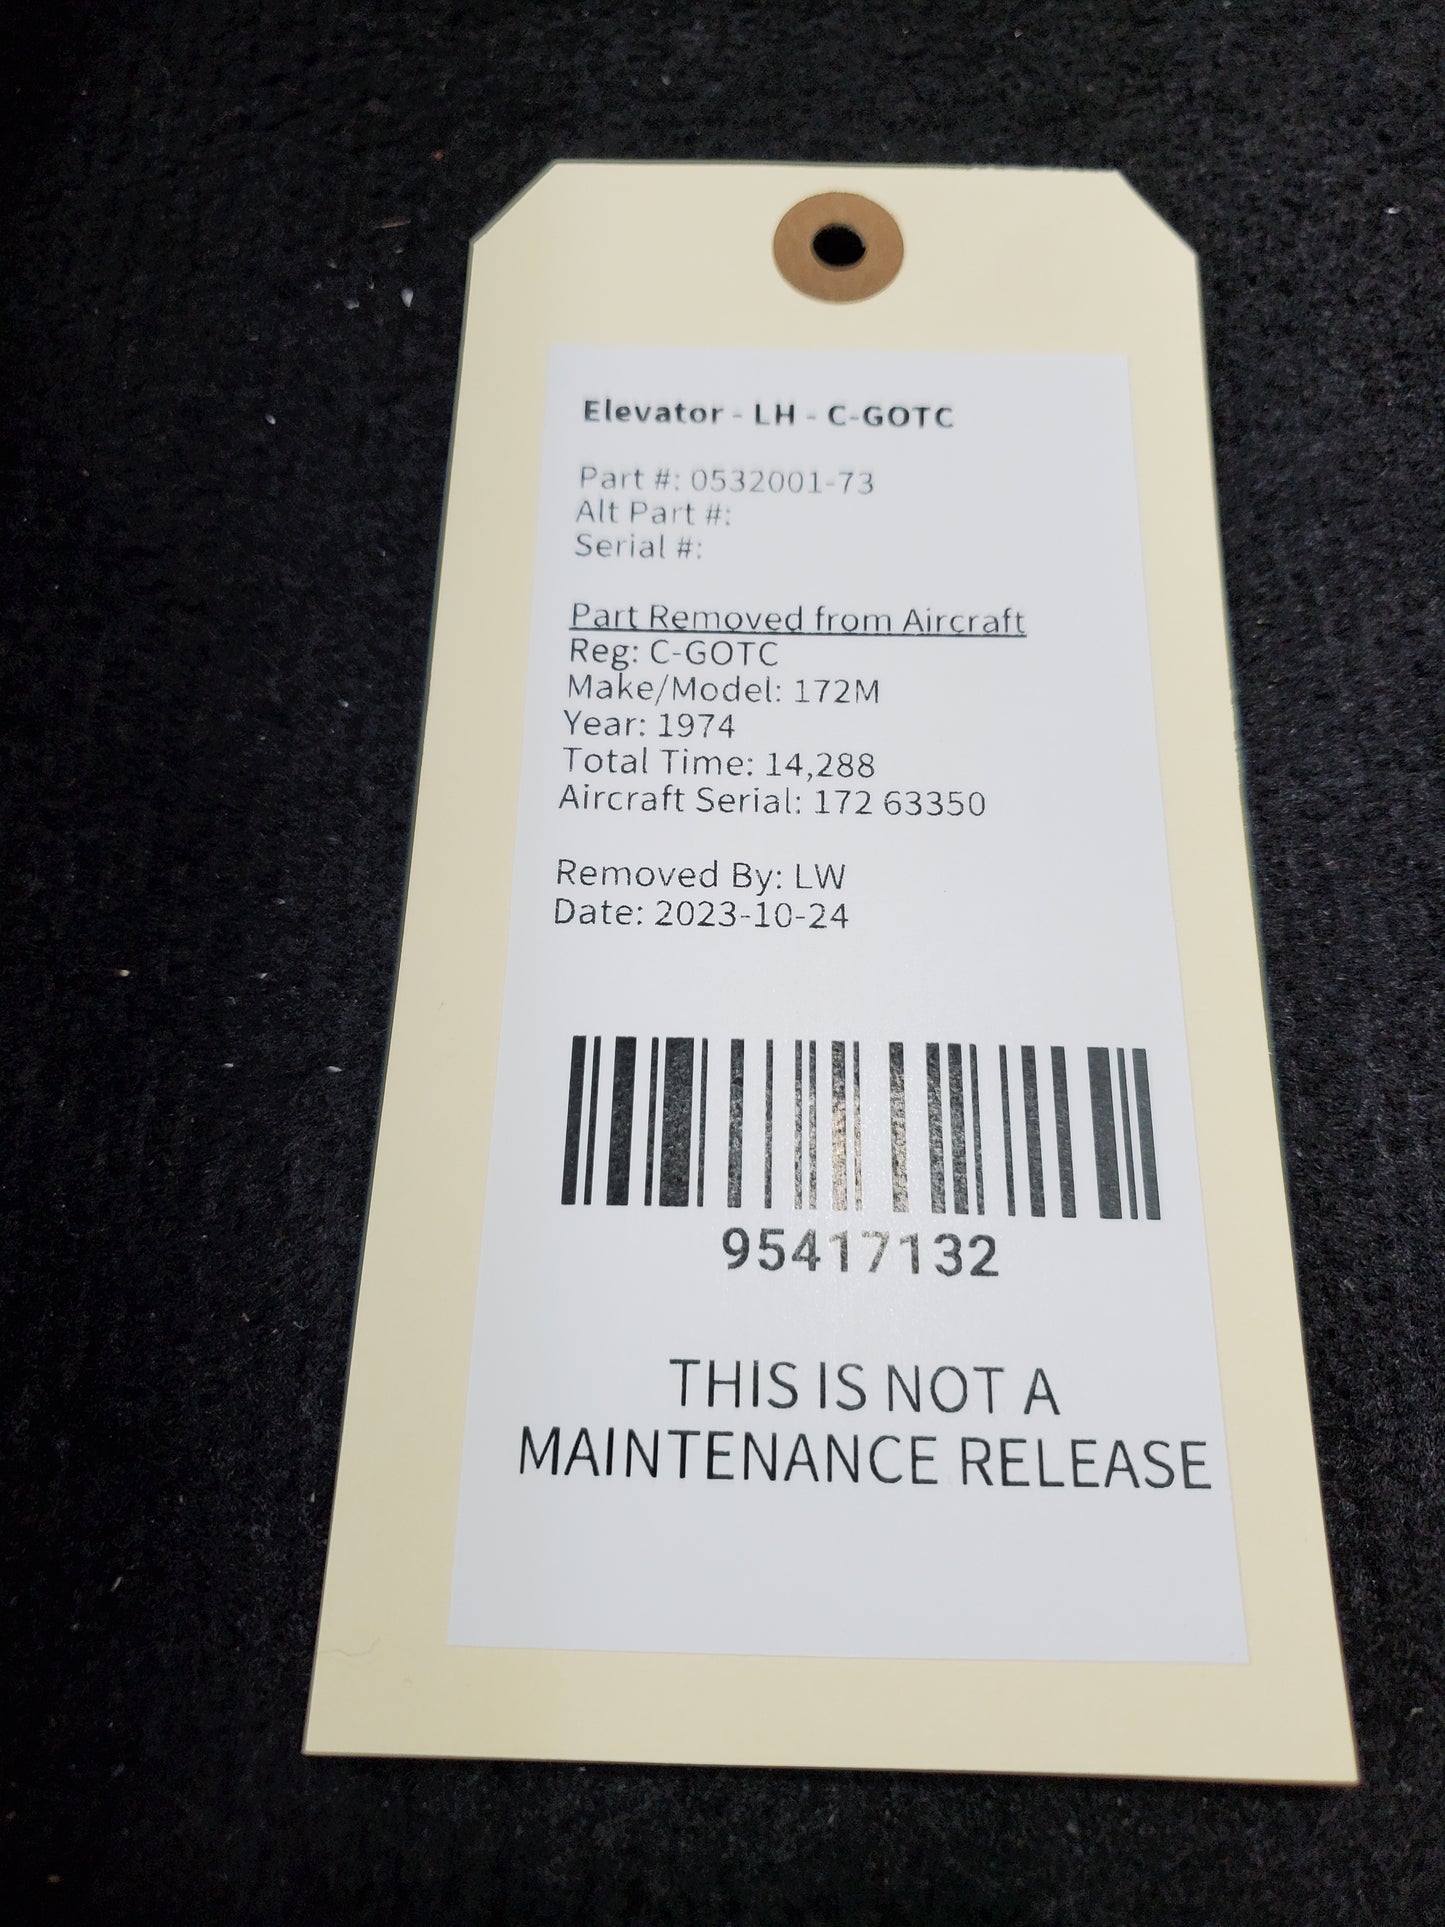 Elevator - LH - C-GOTC
Part #: 0532001-73
Alt Part #:
Serial #:
Part Removed from Aircraft
Reg: C-GOTC
Make/Model: 172M
Year: 1974
Total Time: 14,288
Aircraft Serial: 172 63350
Removed By: LW
Date: 2023-10-24
95417132
THIS IS NOT A
MAINTENANCE RELEASE